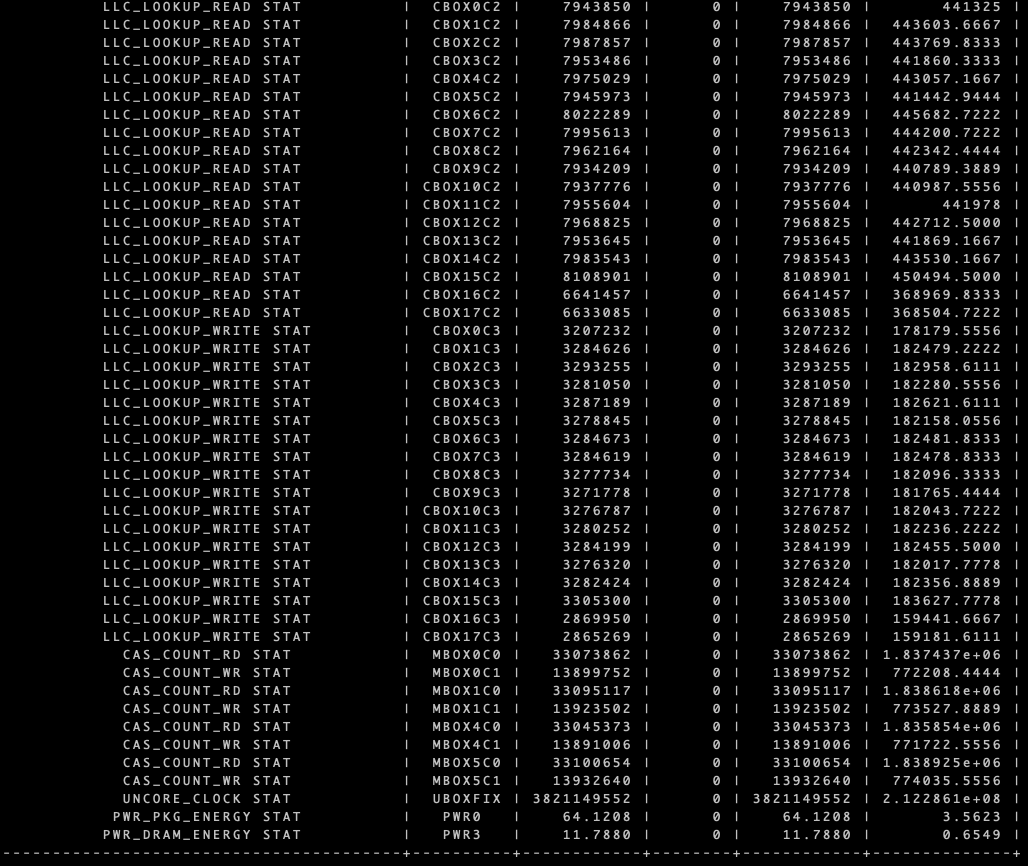 LLC_LOOKUP_READ STAT | CBOX0C2 | 7943850 | 0 | 7943850 | 441325 |
LLC_LOOKUP_READ STAT | CBOX1C2 | 7984866 | 0 | 7984866 | 443603.6667 |
LLC_LOOKUP_READ STAT | CBOX2C2 | 7987857 | 0 | 7987857 | 443769.8333 |
LLC_LOOKUP_READ STAT | CBOX3C2 | 7953486 | 0 | 7953486 | 441860.3333 |
LLC_LOOKUP_READ STAT | CBOX4C2 | 7975029 | 0 | 7975029 | 443057.1667 |
LLC_LOOKUP_READ STAT | CBOX5C2 | 7945973 | 0 | 7945973 | 441442.9444 |
LLC_LOOKUP_READ STAT | CBOX6C2 | 8022289 | 0 | 8022289 | 445682.7222 |
LLC_LOOKUP_READ STAT | CBOX7C2 | 7995613 | 0 | 7995613 | 444200.7222 |
LLC_LOOKUP_READ STAT | CBOX8C2 | 7962164 | 0 | 7962164 | 442342.4444 |
LLC_LOOKUP_READ STAT | CBOX9C2 | 7934209 | 0 | 7934209 | 440789.3889 |
LLC_LOOKUP_READ STAT | CBOX10C2 | 7937776 | 0 | 7937776 | 440987.5556 |
LLC_LOOKUP_READ STAT | CBOX11C2 | 7955604 | 0 | 7955604 | 441978 |
LLC_LOOKUP_READ STAT | CBOX12C2 | 7968825 | 0 | 7968825 | 442712.5000 |
LLC_LOOKUP_READ STAT | CBOX13C2 | 7953645 | 0 | 7953645 | 441869.1667 |
LLC_LOOKUP_READ STAT | CBOX14C2 | 7983543 | 0 | 7983543 | 443530.1667 |
LLC_LOOKUP_READ STAT | CBOX15C2 | 8108901 | 0 | 8108901 | 450494.5000 |
LLC_LOOKUP_READ STAT | CBOX16C2 | 6641457 | 0 | 6641457 | 368969.8333 |
LLC_LOOKUP_READ STAT | CBOX17C2 | 6633085 | 0 | 6633085 | 368504.7222 |
LLC_LOOKUP_WRITE STAT | CBOX0C3 | 3207232 | 0 | 3207232 | 178179.5556 |
LLC_LOOKUP_WRITE STAT | CBOX1C3 | 3284626 | 0 | 3284626 | 182479.2222 |
LLC_LOOKUP_WRITE STAT | CBOX2C3 | 3293255 | 0 | 3293255 | 182958.6111 |
LLC_LOOKUP_WRITE STAT | CBOX3C3 | 3281050 | 0 | 3281050 | 182280.5556 |
LLC_LOOKUP_WRITE STAT | CBOX4C3 | 3287189 | 0 | 3287189 | 182621.6111 |
LLC_LOOKUP_WRITE STAT | CBOX5C3 | 3278845 | 0 | 3278845 | 182158.0556 |
LLC_LOOKUP_WRITE STAT | CBOX6C3 | 3284673 | 0 | 3284673 | 182481.8333 |
LLC_LOOKUP_WRITE STAT | CBOX7C3 | 3284619 | 0 | 3284619 | 182478.8333 |
LLC_LOOKUP_WRITE STAT | CBOX8C3 | 3277734 | 0 | 3277734 | 182096.3333 |
LLC_LOOKUP_WRITE STAT | CBOX9C3 | 3271778 | 0 | 3271778 | 181765.4444 |
LLC_LOOKUP_WRITE STAT | CBOX10C3 | 3276787 | 0 | 3276787 | 182043.7222 |
LLC_LOOKUP_WRITE STAT | CBOX11C3 | 3280252 | 0 | 3280252 | 182236.2222 |
LLC_LOOKUP_WRITE STAT | CBOX12C3 | 3284199 | 0 | 3284199 | 182455.5000 |
LLC_LOOKUP_WRITE STAT | CBOX13C3 | 3276320 | 0 | 3276320 | 182017.7778 |
LLC_LOOKUP_WRITE STAT | CBOX14C3 | 3282424 | 0 | 3282424 | 182356.8889 |
LLC_LOOKUP_WRITE STAT | CBOX15C3 | 3305300 | 0 | 3305300 | 183627.7778 |
LLC_LOOKUP_WRITE STAT | CBOX16C3 | 2869950 | 0 | 2869950 | 159441.6667 |
LLC_LOOKUP_WRITE STAT | CBOX17C3 | 2865269 | 0 | 2865269 | 159181.6111 |
CAS_COUNT_RD STAT | MBOX0C0 | 33073862 | 0 | 33073862 | 1.837437e+06 |
CAS_COUNT_WR STAT | MBOX0C1 | 13899752 | 0 | 13899752 | 772208.4444 |
CAS_COUNT_RD STAT | MBOX1C0 | 33095117 | 0 | 33095117 | 1.838618e+06 |
CAS_COUNT_WR STAT | MBOX1C1 | 13923502 | 0 | 13923502 | 773527.8889 |
CAS_COUNT_RD STAT | MBOX4C0 | 33045373 | 0 | 33045373 | 1.835854e+06 |
CAS_COUNT_WR STAT | MBOX4C1 | 13891006 | 0 | 13891006 | 771722.5556 |
CAS_COUNT_RD STAT | MBOX5C0 | 33100654 | 0 | 33100654 | 1.838925e+06 |
CAS_COUNT_WR STAT | MBOX5C1 | 13932640 | 0 | 13932640 | 774035.5556 |
UNCORE_CLOCK STAT | UBOXFIX | 3821149552 | 0 | 3821149552 | 2.122861e+08 |
PWR_PKG_ENERGY STAT | PWR0 | 64.1208 | 0 | 64.1208 | 3.5623 |
PWR_DRAM_ENERGY STAT | PWR3 | 11.7880 | 0 | 11.7880 | 0.6549 |
----------------------------------------+----------+------------+--------+------------+--------------+